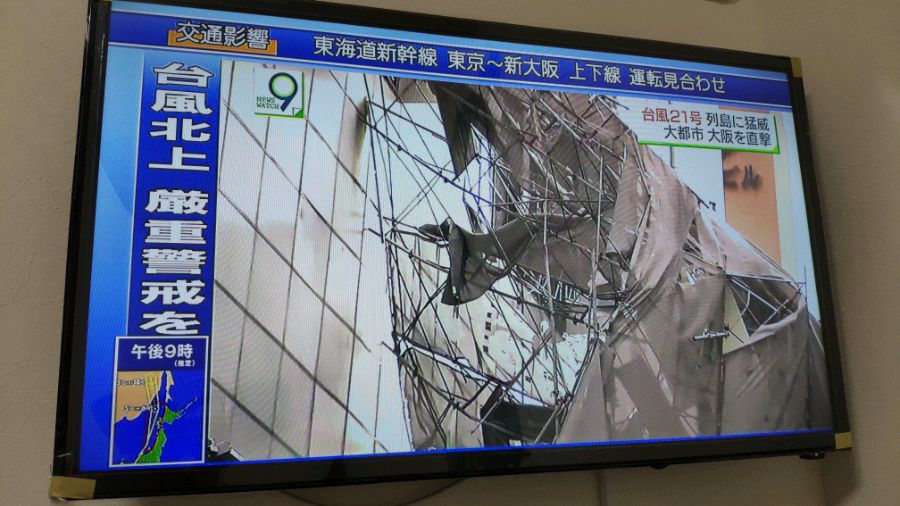 交通影響
東海道新幹線 東京～新大阪 上下線 運転見合わせ
台風北上 厳重警戒を
NEWS WATCH 9
台風21号 列島に猛威
大都市 大阪を直撃
ビル
午後9時
(推定)